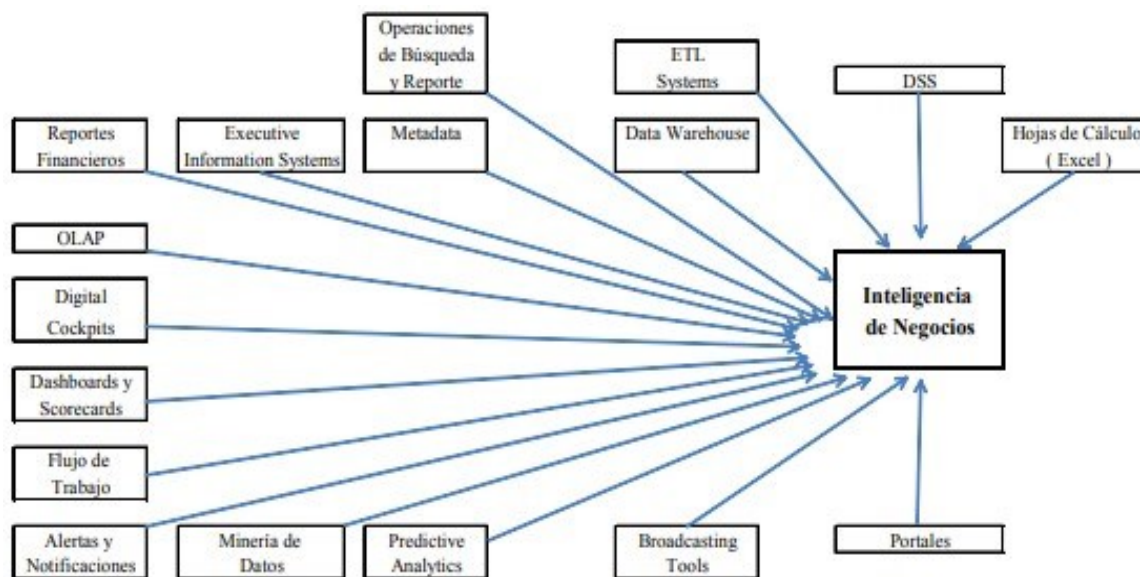 Operaciones
de Búsqueda
y Reporte
ETL
Systems
DSS
Reportes
Financieros
Executive
Information Systems
Metadata
Data Warehouse
Hojas de Cálculo
( Excel )
OLAP
Digital
Cockpits
Inteligencia
de Negocios
Dashboards y
Scorecards
Flujo de
Trabajo
Alertas y
Notificaciones
Minería de
Datos
Predictive
Analytics
Broadcasting
Tools
Portales